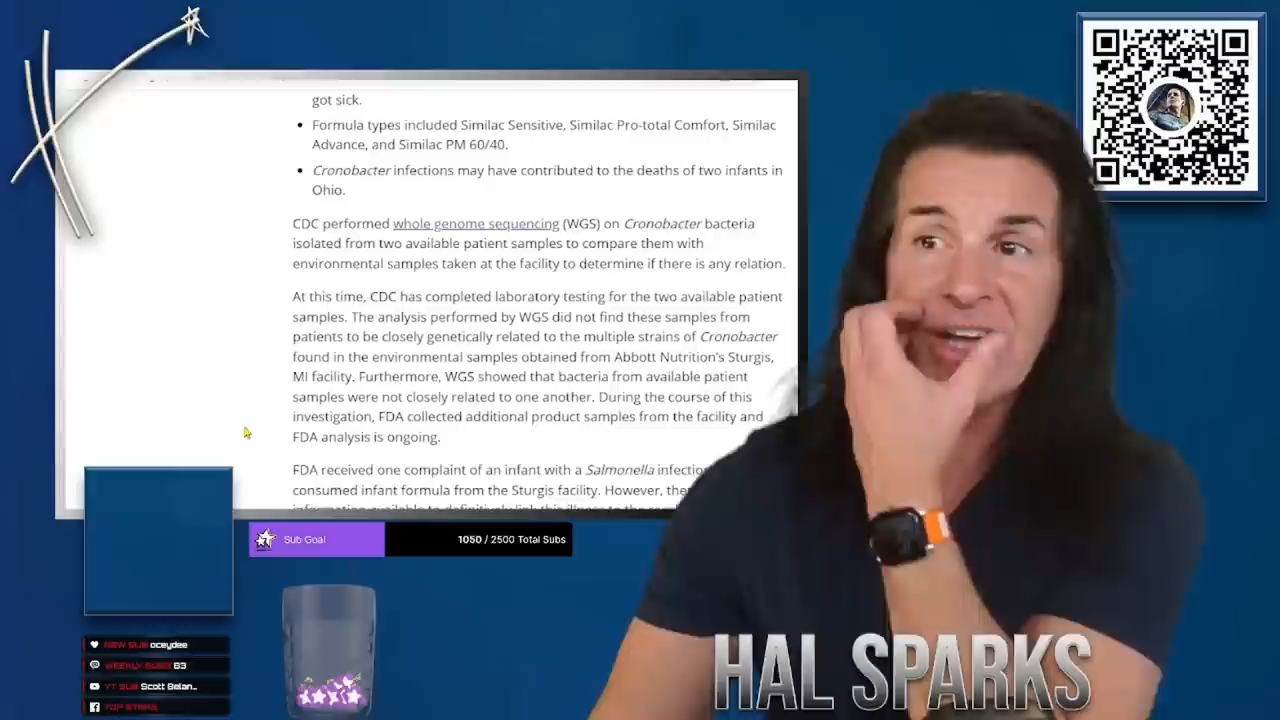 got sick.
• Formula types included Similac Sensitive, Similac Pro-total Comfort, Similac
Advance, and Similac PM 60/40.
• Cronobacter infections may have contributed to the deaths of two infants in
Ohio.
CDC performed whole genome sequencing (WGS) on Cronobacter bacteria
isolated from two available patient samples to compare them with
environmental samples taken at the facility to determine if there is any relation.
At this time, CDC has completed laboratory testing for the two available patient
samples. The analysis performed by WGS did not find these samples from
patients to be closely genetically related to the multiple strains of Cronobacter
found in the environmental samples obtained from Abbott Nutrition's Sturgis,
MI facility. Furthermore, WGS showed that bacteria from available patient
samples were not closely related to one another. During the course of this
investigation, FDA collected additional product samples from the facility and
FDA analysis is ongoing.
FDA received one complaint of an infant with a Salmonella
consumed infant formula from the Sturgis facility. However,
Sub Goal
1050 / 2500 Total Subs
NEW SUB oceydee
WEEKLY SUBS 83
YT SUB Scott Belan...
TOP
HAL SPARKS